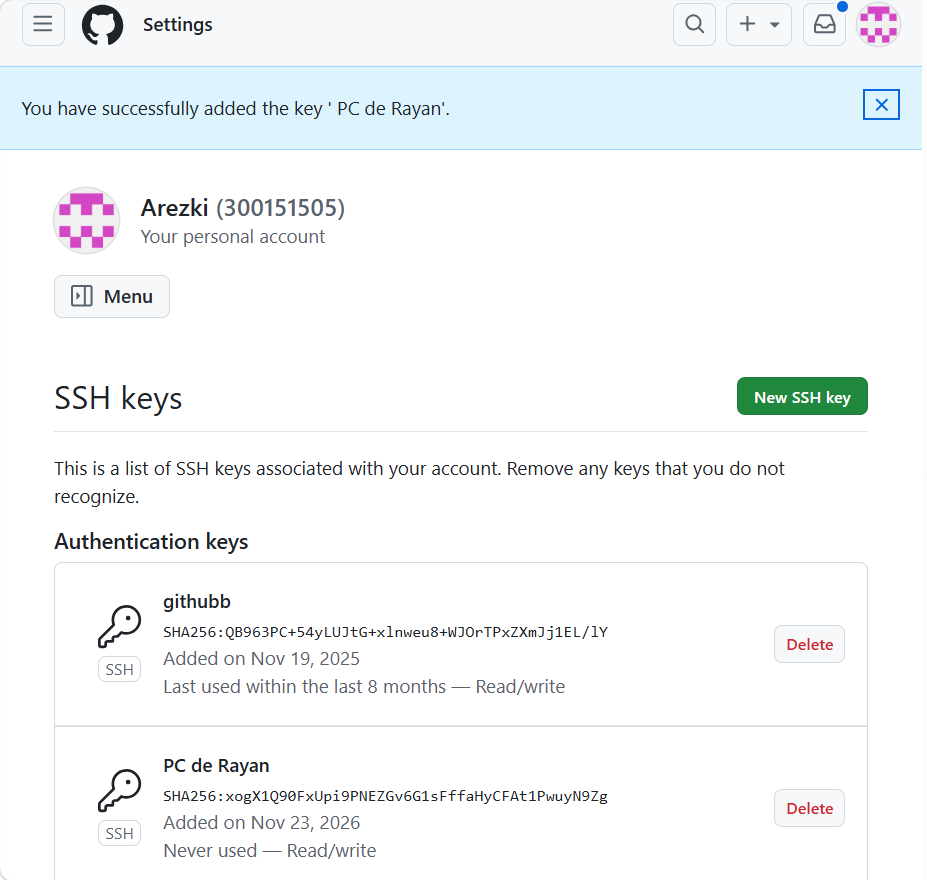 Settings
You have successfully added the key ' PC de Rayan'.
Arezki (300151505)
Your personal account
Menu
SSH keys
New SSH key
This is a list of SSH keys associated with your account. Remove any keys that you do not
recognize.
Authentication keys
githubb
SHA256:QB963PC+54yLUJtG+xlnweu8+WJOrTPxZXmJj1EL/lY
Added on Nov 19, 2025
Last used within the last 8 months — Read/write
SSH
Delete
PC de Rayan
SHA256:xogX1Q90FxUpi9PNEZGv6G1sFffaHyCFAt1PwuyN9Zg
Added on Nov 23, 2026
Never used — Read/write
SSH
Delete